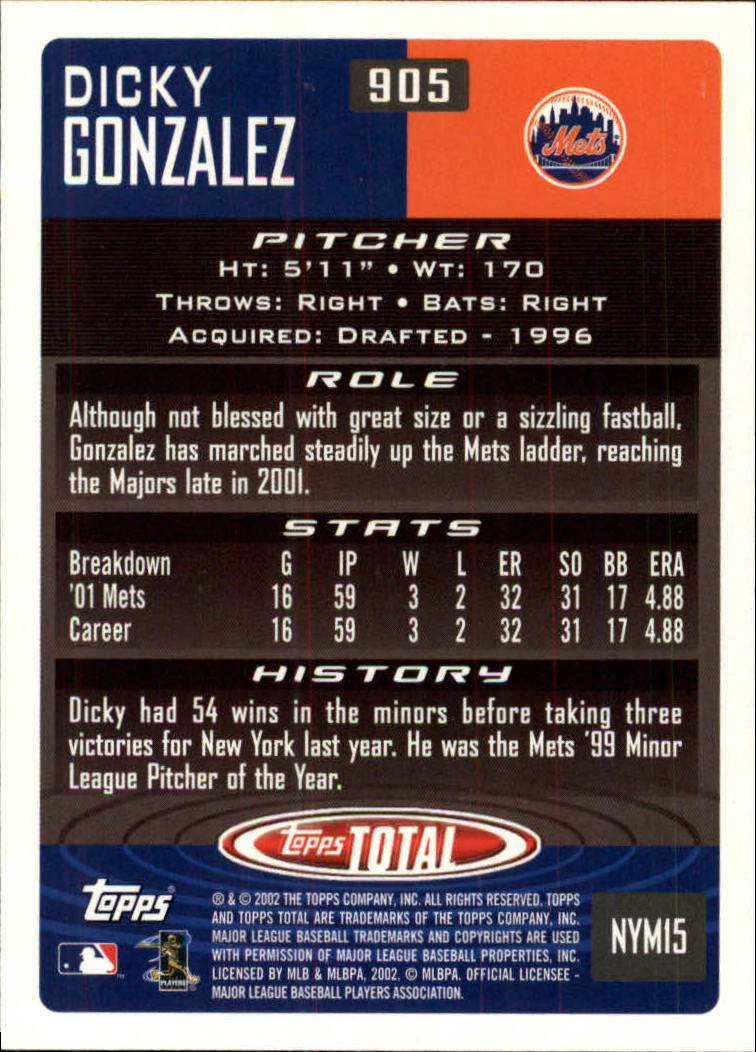 DICKY
GONZALEZ
905
Mets
PITCHER
HT: 5'11" • WT: 170
THROWS: RIGHT • BATS: RIGHT
ACQUIRED: DRAFTED - 1996
ROLE
Although not blessed with great size or a sizzling fastball,
Gonzalez has marched steadily up the Mets ladder, reaching
the Majors late in 2001.
STATS
Breakdown G IP W L ER SO BB ERA
'01 Mets 16 59 3 2 32 31 17 4.88
Career 16 59 3 2 32 31 17 4.88
HISTORY
Dicky had 54 wins in the minors before taking three
victories for New York last year. He was the Mets '99 Minor
League Pitcher of the Year.
topps TOTAL
topps®
® & © 2002 THE TOPPS COMPANY, INC. ALL RIGHTS RESERVED. TOPPS
AND TOPPS TOTAL ARE TRADEMARKS OF THE TOPPS COMPANY, INC.
MAJOR LEAGUE BASEBALL TRADEMARKS AND COPYRIGHTS ARE USED
WITH PERMISSION OF MAJOR LEAGUE BASEBALL PROPERTIES, INC.
LICENSED BY MLB & MLBPA, 2002. © MLBPA. OFFICIAL LICENSEE -
MAJOR LEAGUE BASEBALL PLAYERS ASSOCIATION.
PLAYERS
NYM15